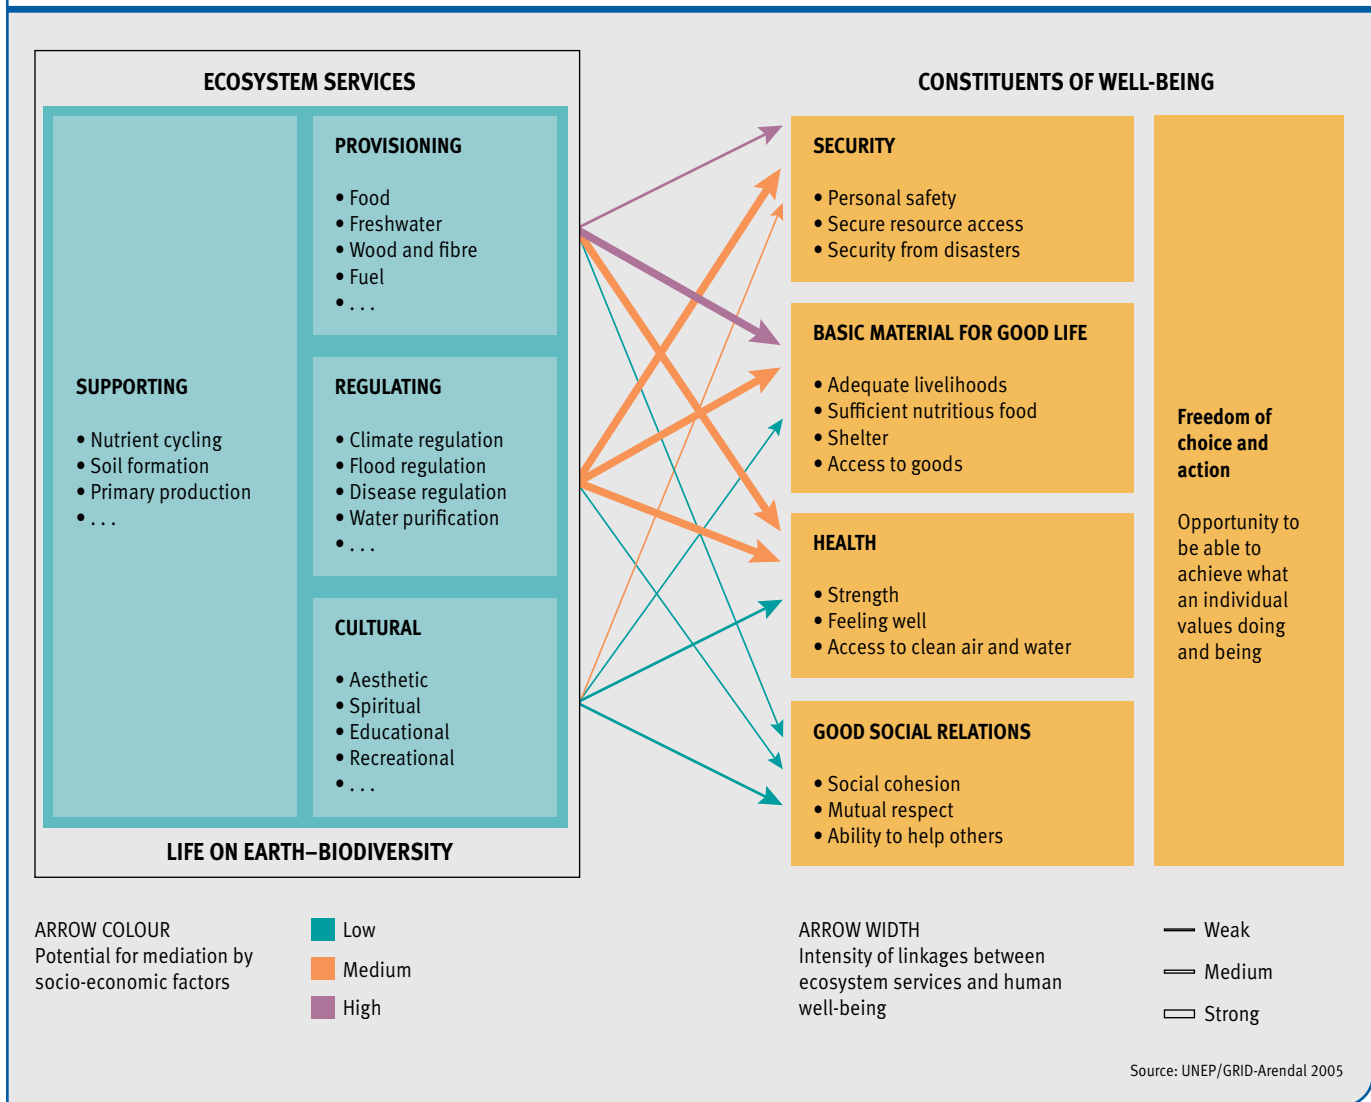 ECOSYSTEM SERVICES
SUPPORTING
• Nutrient cycling
• Soil formation
• Primary production
• . . .
PROVISIONING
• Food
• Freshwater
• Wood and fibre
• Fuel
• . . .
REGULATING
• Climate regulation
• Flood regulation
• Disease regulation
• Water purification
• . . .
CULTURAL
• Aesthetic
• Spiritual
• Educational
• Recreational
• . . .
LIFE ON EARTH–BIODIVERSITY
CONSTITUENTS OF WELL-BEING
SECURITY
• Personal safety
• Secure resource access
• Security from disasters
BASIC MATERIAL FOR GOOD LIFE
• Adequate livelihoods
• Sufficient nutritious food
• Shelter
• Access to goods
HEALTH
• Strength
• Feeling well
• Access to clean air and water
GOOD SOCIAL RELATIONS
• Social cohesion
• Mutual respect
• Ability to help others
Freedom of
choice and
action
Opportunity to
be able to
achieve what
an individual
values doing
and being
ARROW COLOUR
Potential for mediation by
socio-economic factors
Low
Medium
High
ARROW WIDTH
Intensity of linkages between
ecosystem services and human
well-being
Weak
Medium
Strong
Source: UNEP/GRID-Arendal 2005